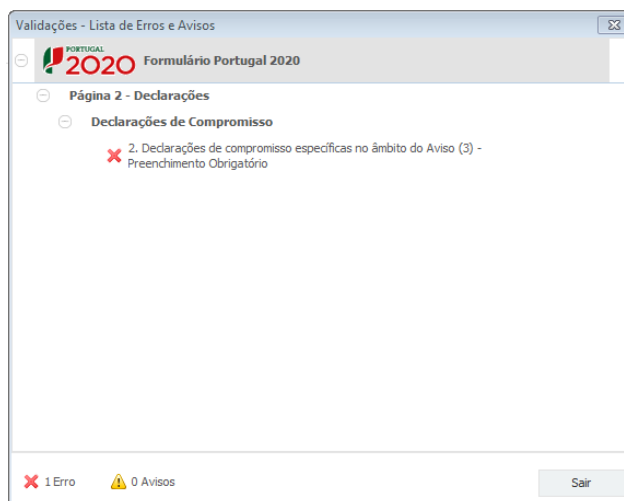 Validações - Lista de Erros e Avisos
PORTUGAL
2020
Formulário Portugal 2020
Página 2 - Declarações
Declarações de Compromisso
2. Declarações de compromisso específicas no âmbito do Aviso (3) -
Preenchimento Obrigatório
1 Erro
0 Avisos
Sair